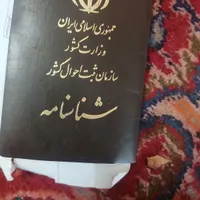 جمهوری اسلامی ایران
وزارت کشور
سازمان ثبت احوال کشور
شناسنامه